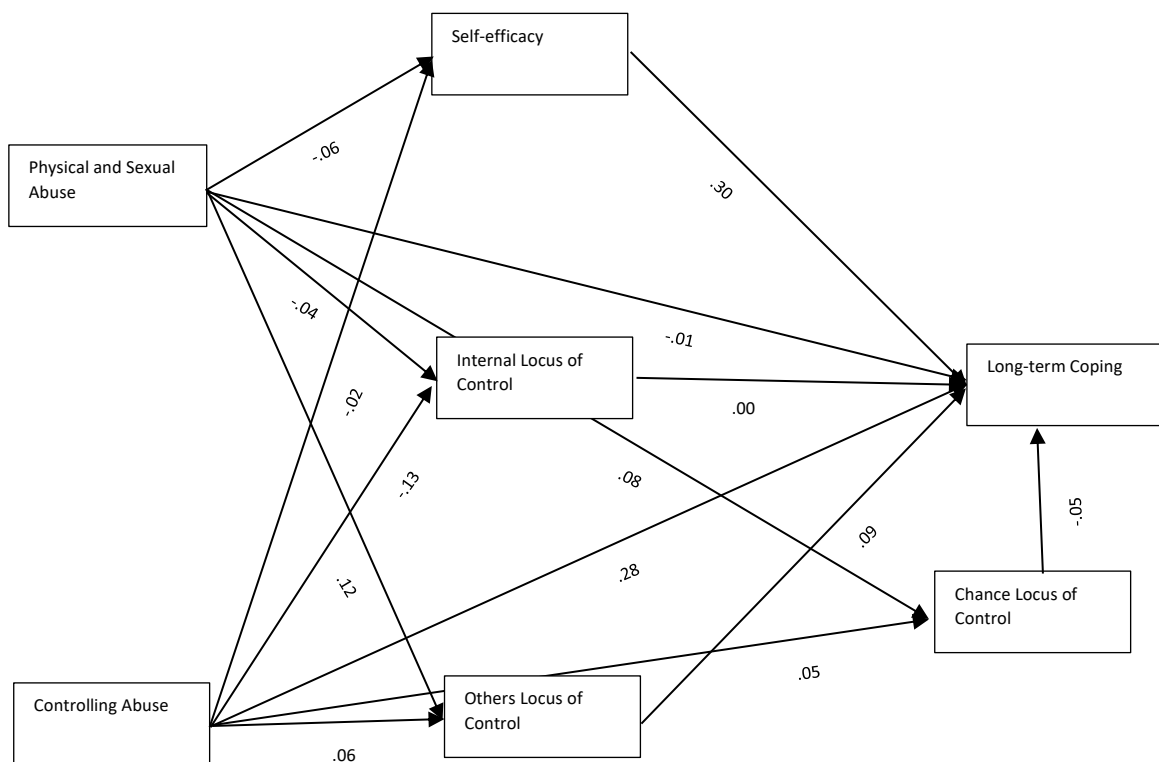 Self-efficacy
-.06
Physical and Sexual
Abuse
.30
-.04
-.01
Internal Locus of
Control
Long-term Coping
-.02
.00
-.13
.08
-.05
.09
.12
.28
Chance Locus of
Control
.05
Controlling Abuse
Others Locus of
Control
.06